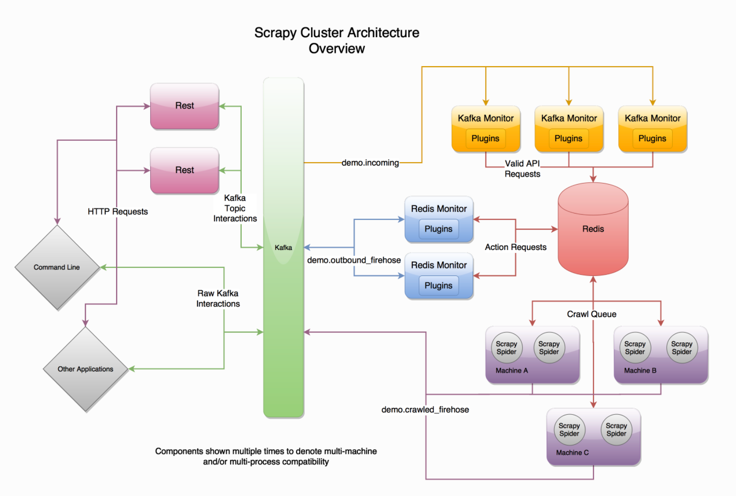 Scrapy Cluster Architecture
Overview
Rest
Rest
Kafka
Topic
Interactions
HTTP Requests
Command Line
Raw Kafka
Interactions
Other Applications
Kafka
demo.incoming
Kafka Monitor
Plugins
Kafka Monitor
Plugins
Kafka Monitor
Plugins
Valid API
Requests
Redis
Redis Monitor
Plugins
demo.outbound_firehose
Redis Monitor
Plugins
Action Requests
Crawl Queue
Scrapy
Spider
Scrapy
Spider
Machine A
Scrapy
Spider
Scrapy
Spider
Machine B
demo.crawled_firehose
Scrapy
Spider
Scrapy
Spider
Machine C
Components shown multiple times to denote multi-machine
and/or multi-process compatibility